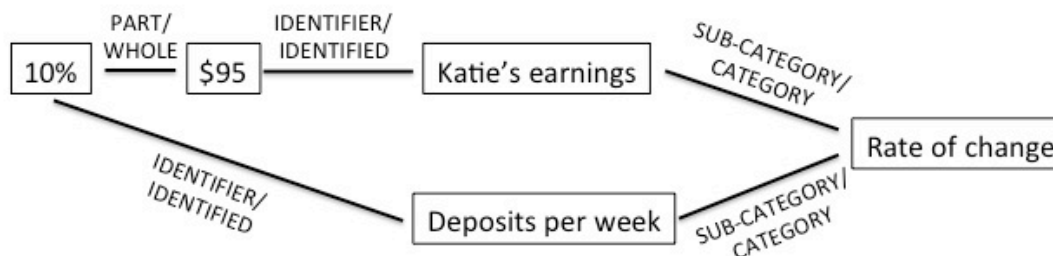 PART/
WHOLE
IDENTIFIER/
IDENTIFIED
SUB-CATEGORY/
CATEGORY
10%
$95
Katie's earnings
Rate of change
IDENTIFIER/
IDENTIFIED
Deposits per week
SUB-CATEGORY/
CATEGORY